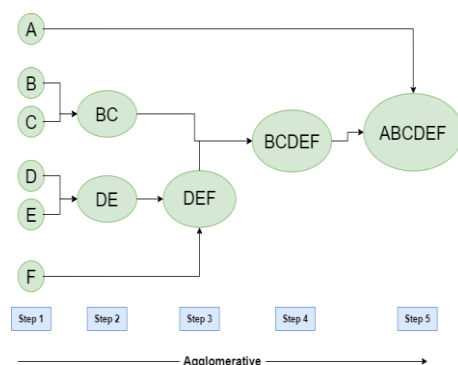 A
B
C
BC
D
E
DE
F
DEF
BCDEF
ABCDEF
Step 1
Step 2
Step 3
Step 4
Step 5
Agglomerative